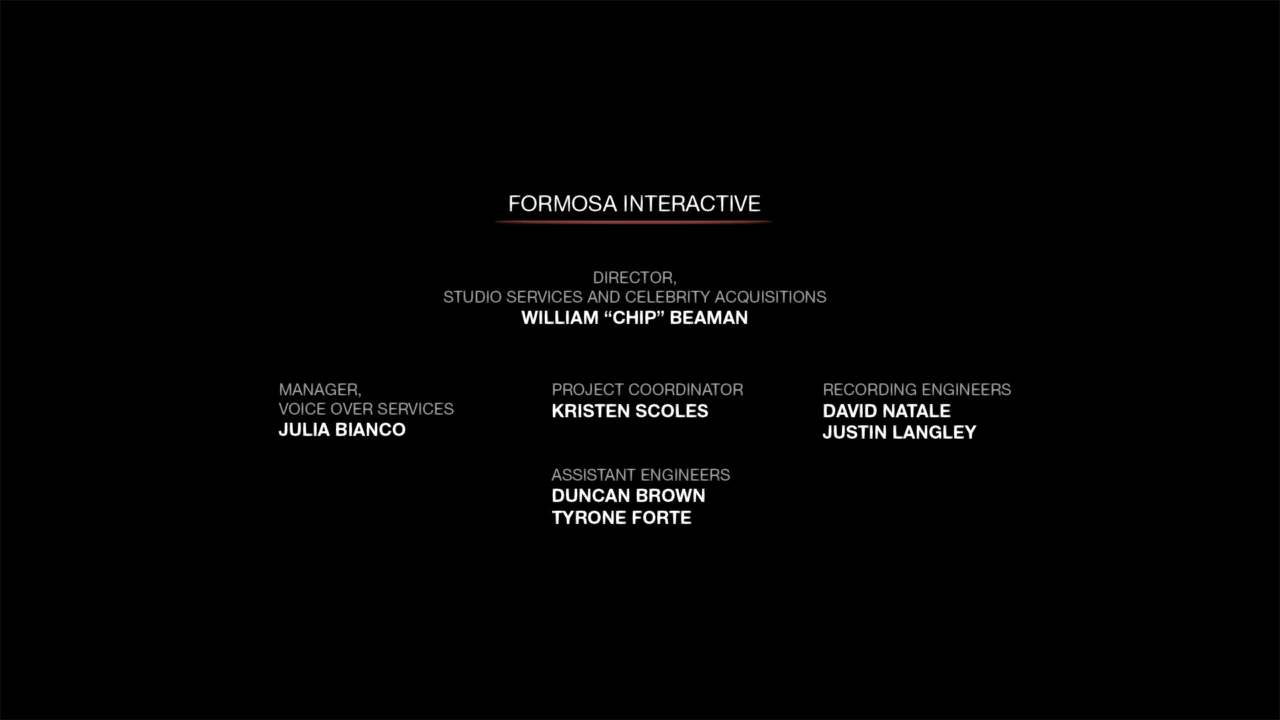 FORMOSA INTERACTIVE
DIRECTOR,
STUDIO SERVICES AND CELEBRITY ACQUISITIONS
WILLIAM “CHIP” BEAMAN
MANAGER,
VOICE OVER SERVICES
JULIA BIANCO
PROJECT COORDINATOR
KRISTEN SCOLES
RECORDING ENGINEERS
DAVID NATALE
JUSTIN LANGLEY
ASSISTANT ENGINEERS
DUNCAN BROWN
TYRONE FORTE